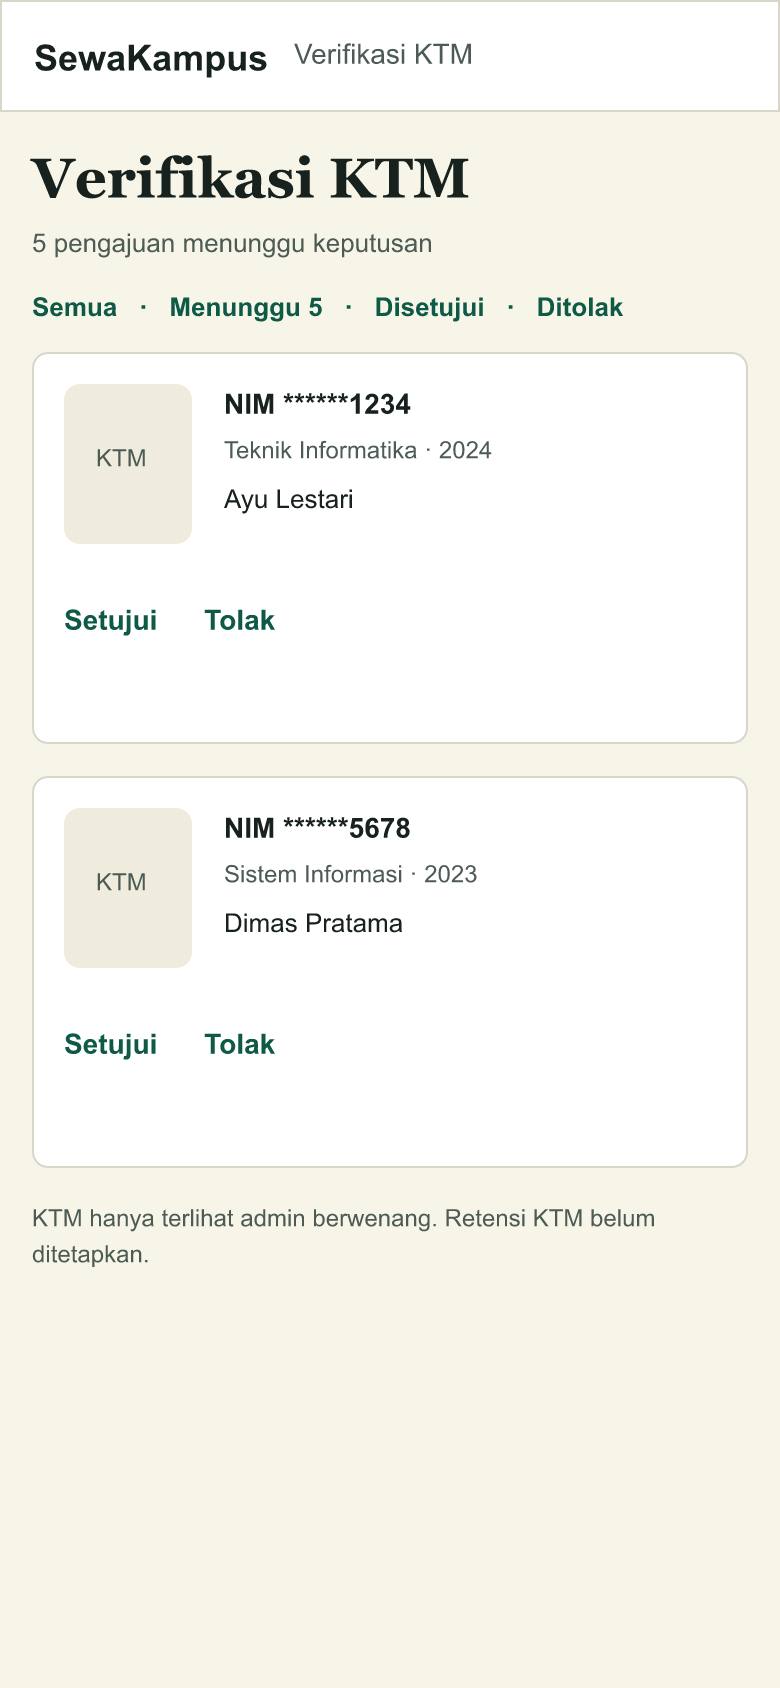 SewaKampus Verifikasi KTM
Verifikasi KTM
5 pengajuan menunggu keputusan
Semua · Menunggu 5 · Disetujui · Ditolak
KTM
NIM ******1234
Teknik Informatika · 2024
Ayu Lestari
Setujui Tolak
KTM
NIM ******5678
Sistem Informasi · 2023
Dimas Pratama
Setujui Tolak
KTM hanya terlihat admin berwenang. Retensi KTM belum
ditetapkan.